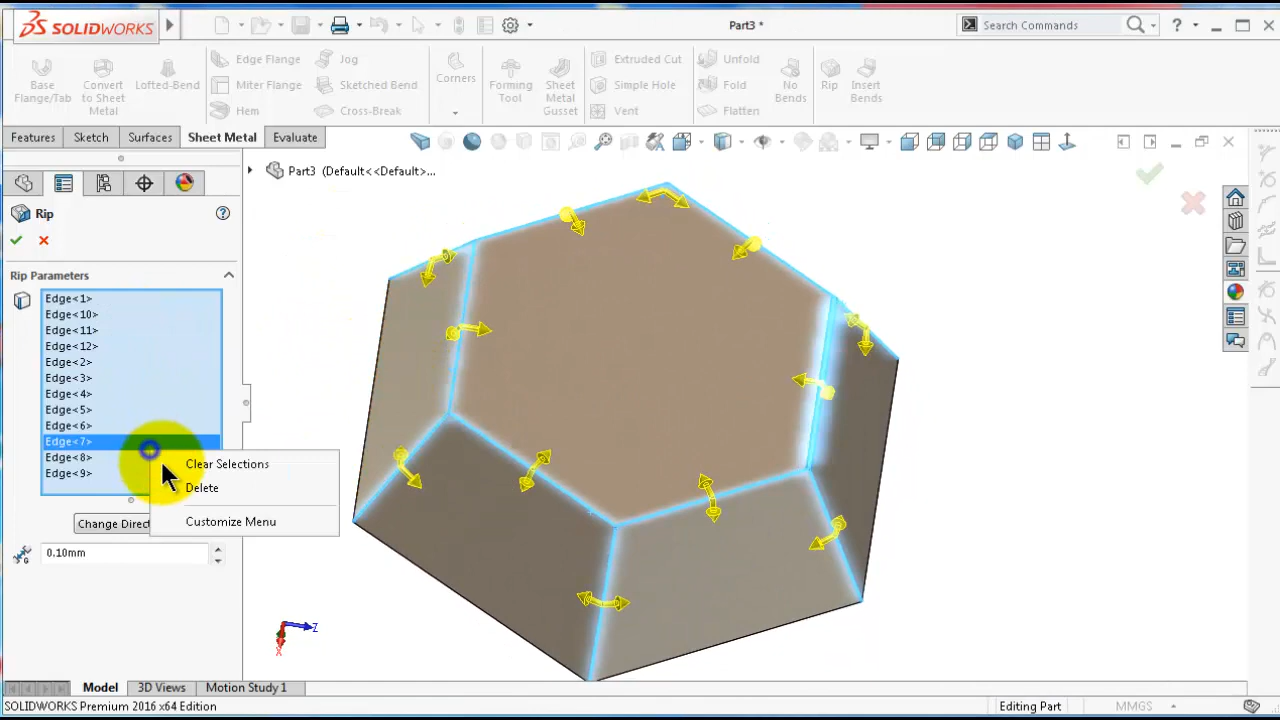 SOLIDWORKS
Part3 *
Search Commands
Base Flange/Tab
Convert to Sheet Metal
Lofted-Bend
Edge Flange
Miter Flange
Hem
Jog
Sketched Bend
Cross-Break
Corners
Forming Tool
Sheet Metal Gusset
Extruded Cut
Simple Hole
Vent
Unfold
Fold
Flatten
No Bends
Rip
Insert Bends
Features
Sketch
Surfaces
Sheet Metal
Evaluate
Part3 (Default<<Default>...
Rip
Rip Parameters
Edge<1>
Edge<10>
Edge<11>
Edge<12>
Edge<2>
Edge<3>
Edge<4>
Edge<5>
Edge<6>
Edge<7>
Edge<8>
Edge<9>
Clear Selections
Delete
Customize Menu
Change Direct
0.10mm
Z
X
Model
3D Views
Motion Study 1
SOLIDWORKS Premium 2016 x64 Edition
Editing Part
MMGS